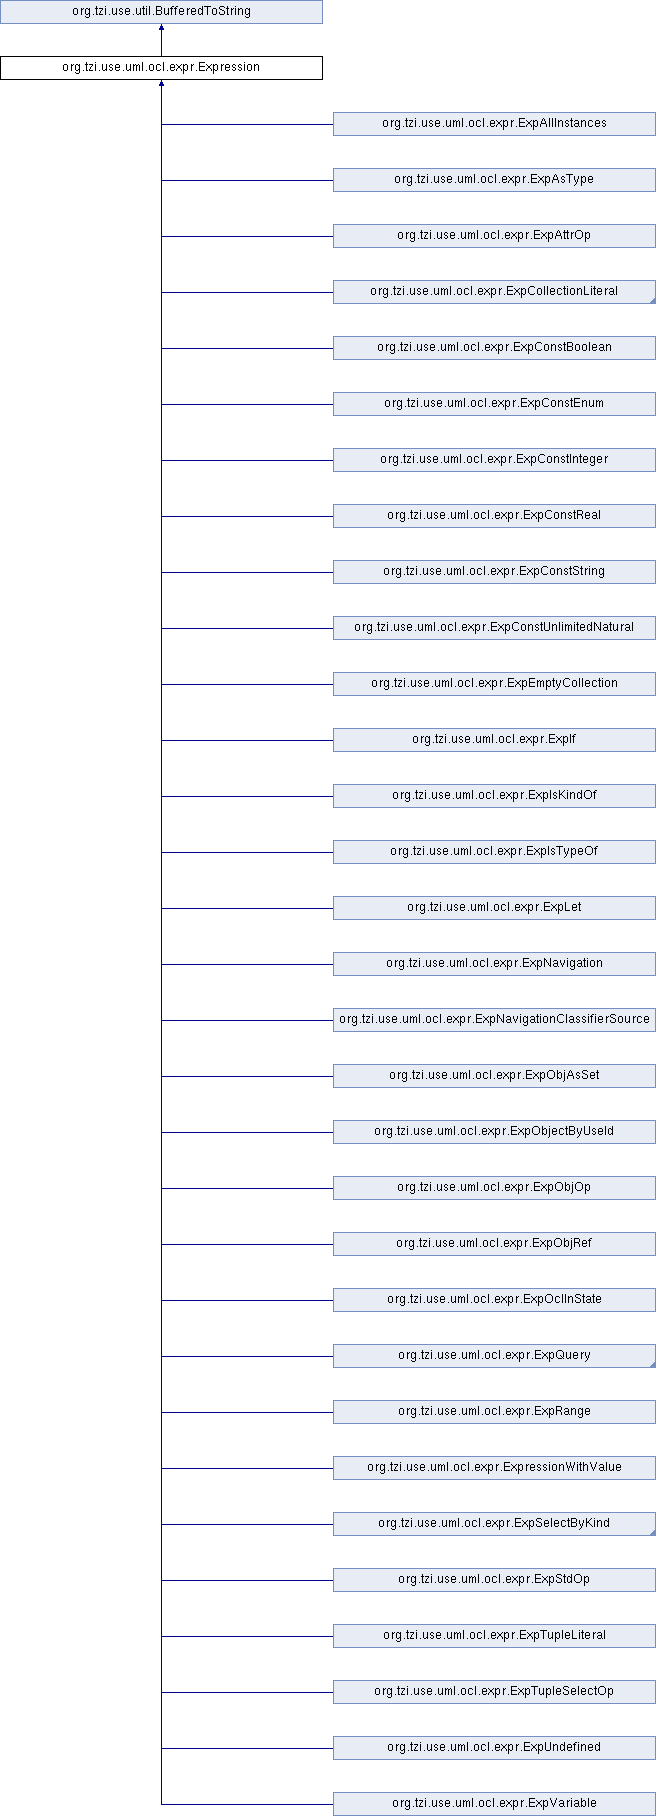 org.tzi.use.util.BufferedToString
org.tzi.use.uml.ocl.expr.Expression
org.tzi.use.uml.ocl.expr.ExpAllInstances
org.tzi.use.uml.ocl.expr.ExpAsType
org.tzi.use.uml.ocl.expr.ExpAttrOp
org.tzi.use.uml.ocl.expr.ExpCollectionLiteral
org.tzi.use.uml.ocl.expr.ExpConstBoolean
org.tzi.use.uml.ocl.expr.ExpConstEnum
org.tzi.use.uml.ocl.expr.ExpConstInteger
org.tzi.use.uml.ocl.expr.ExpConstReal
org.tzi.use.uml.ocl.expr.ExpConstString
org.tzi.use.uml.ocl.expr.ExpConstUnlimitedNatural
org.tzi.use.uml.ocl.expr.ExpEmptyCollection
org.tzi.use.uml.ocl.expr.ExpIf
org.tzi.use.uml.ocl.expr.ExpIsKindOf
org.tzi.use.uml.ocl.expr.ExpIsTypeOf
org.tzi.use.uml.ocl.expr.ExpLet
org.tzi.use.uml.ocl.expr.ExpNavigation
org.tzi.use.uml.ocl.expr.ExpNavigationClassifierSource
org.tzi.use.uml.ocl.expr.ExpObjAsSet
org.tzi.use.uml.ocl.expr.ExpObjectByUseId
org.tzi.use.uml.ocl.expr.ExpObjOp
org.tzi.use.uml.ocl.expr.ExpObjRef
org.tzi.use.uml.ocl.expr.ExpOclInState
org.tzi.use.uml.ocl.expr.ExpQuery
org.tzi.use.uml.ocl.expr.ExpRange
org.tzi.use.uml.ocl.expr.ExpressionWithValue
org.tzi.use.uml.ocl.expr.ExpSelectByKind
org.tzi.use.uml.ocl.expr.ExpStdOp
org.tzi.use.uml.ocl.expr.ExpTupleLiteral
org.tzi.use.uml.ocl.expr.ExpTupleSelectOp
org.tzi.use.uml.ocl.expr.ExpUndefined
org.tzi.use.uml.ocl.expr.ExpVariable